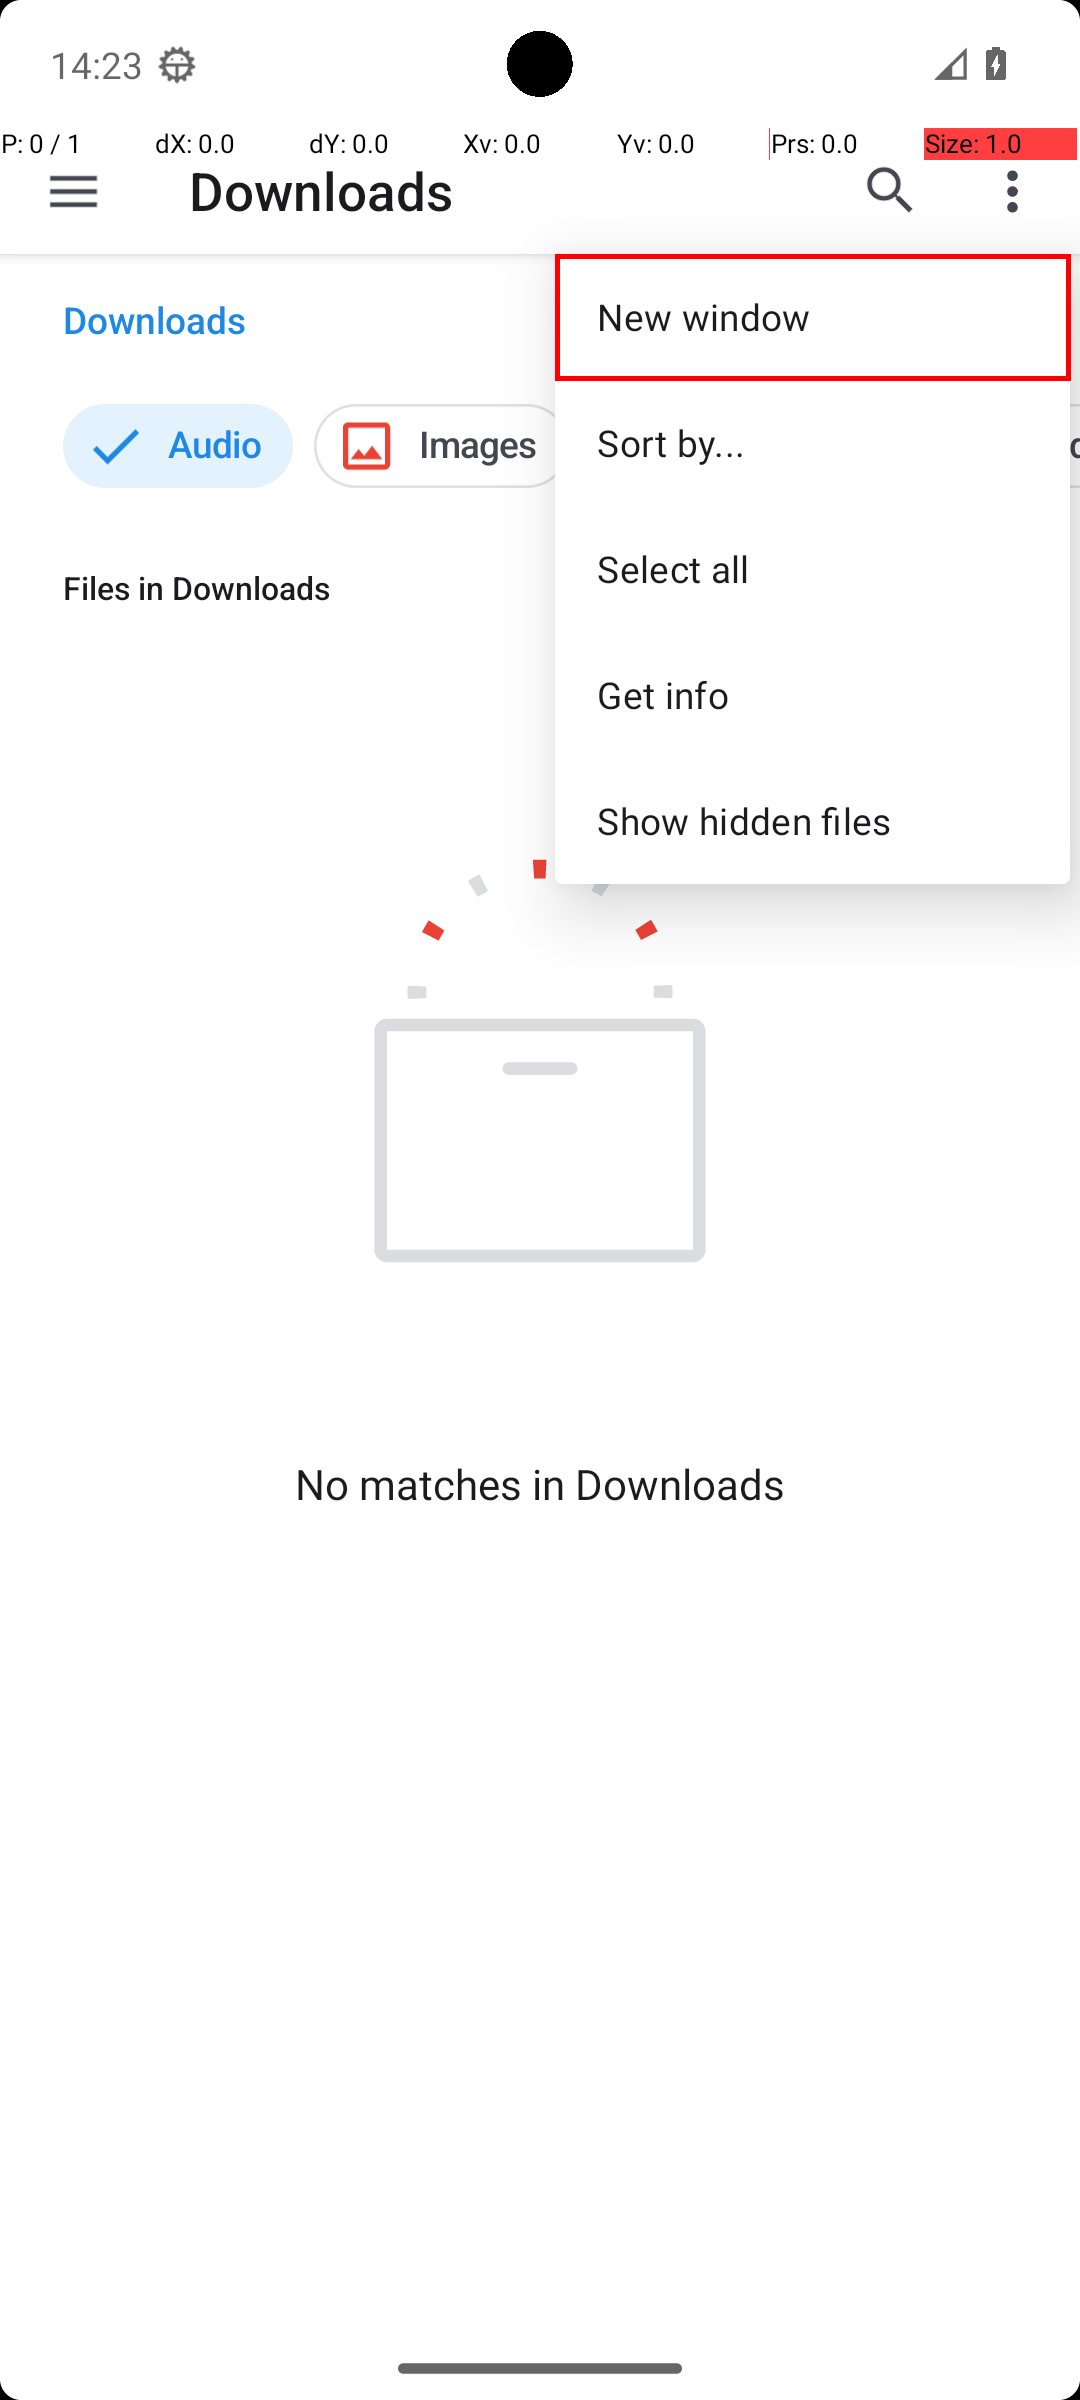 14:23
P: 0 / 1 dX: 0.0 dY: 0.0 Xv: 0.0 Yv: 0.0 Prs: 0.0 Size: 1.0
Downloads
Downloads
New window
Audio
Images
Sort by...
Select all
Files in Downloads
Get info
Show hidden files
No matches in Downloads